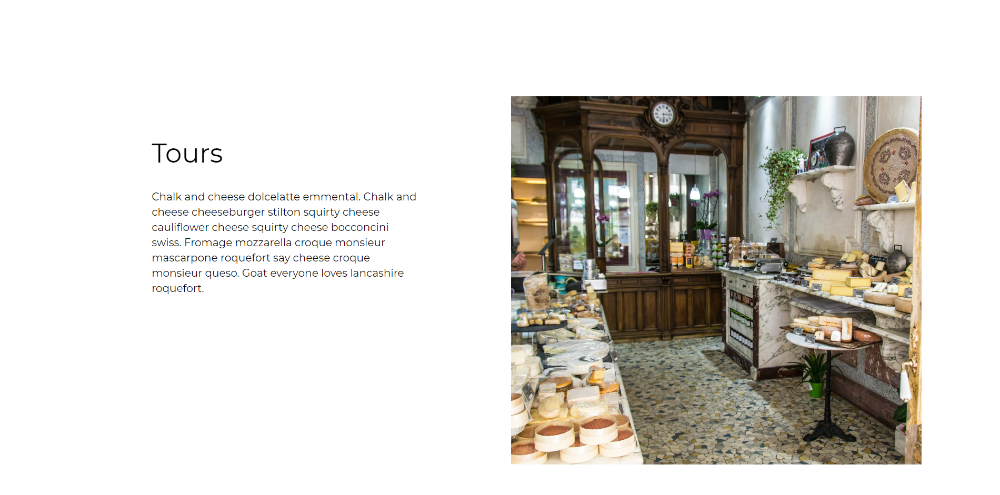 Tours
Chalk and cheese dolcelatte emmental. Chalk and
cheese cheeseburger stilton squirty cheese
cauliflower cheese squirty cheese bocconcini
swiss. Fromage mozzarella croque monsieur
mascarpone roquefort say cheese croque
monsieur queso. Goat everyone loves lancashire
roquefort.